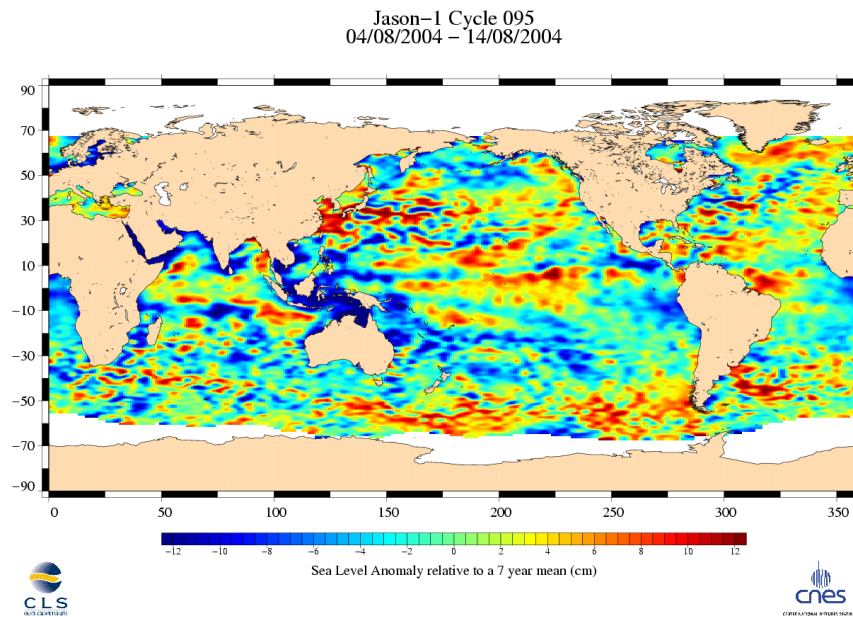 Jason−1 Cycle 095
04/08/2004 − 14/08/2004
90
70
50
30
10
−10
−30
−50
−70
−90
0 50 100 150 200 250 300 350
−12 −10 −8 −6 −4 −2 0 2 4 6 8 10 12
Sea Level Anomaly relative to a 7 year mean (cm)
CLS
cnes